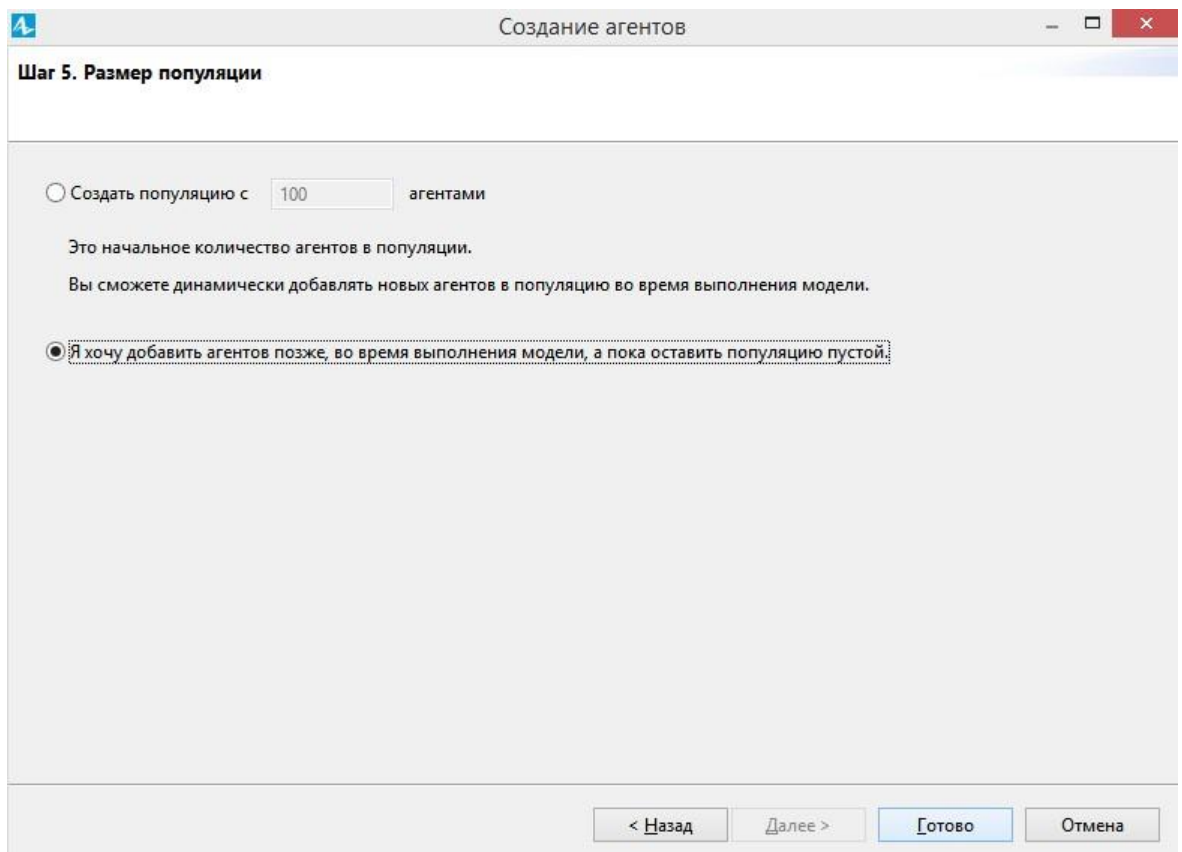 Создание агентов
Шаг 5. Размер популяции
Создать популяцию с 100 агентами
Это начальное количество агентов в популяции.
Вы сможете динамически добавлять новых агентов в популяцию во время выполнения модели.
Я хочу добавить агентов позже, во время выполнения модели, а пока оставить популяцию пустой.
< Назад Далее > Готово Отмена